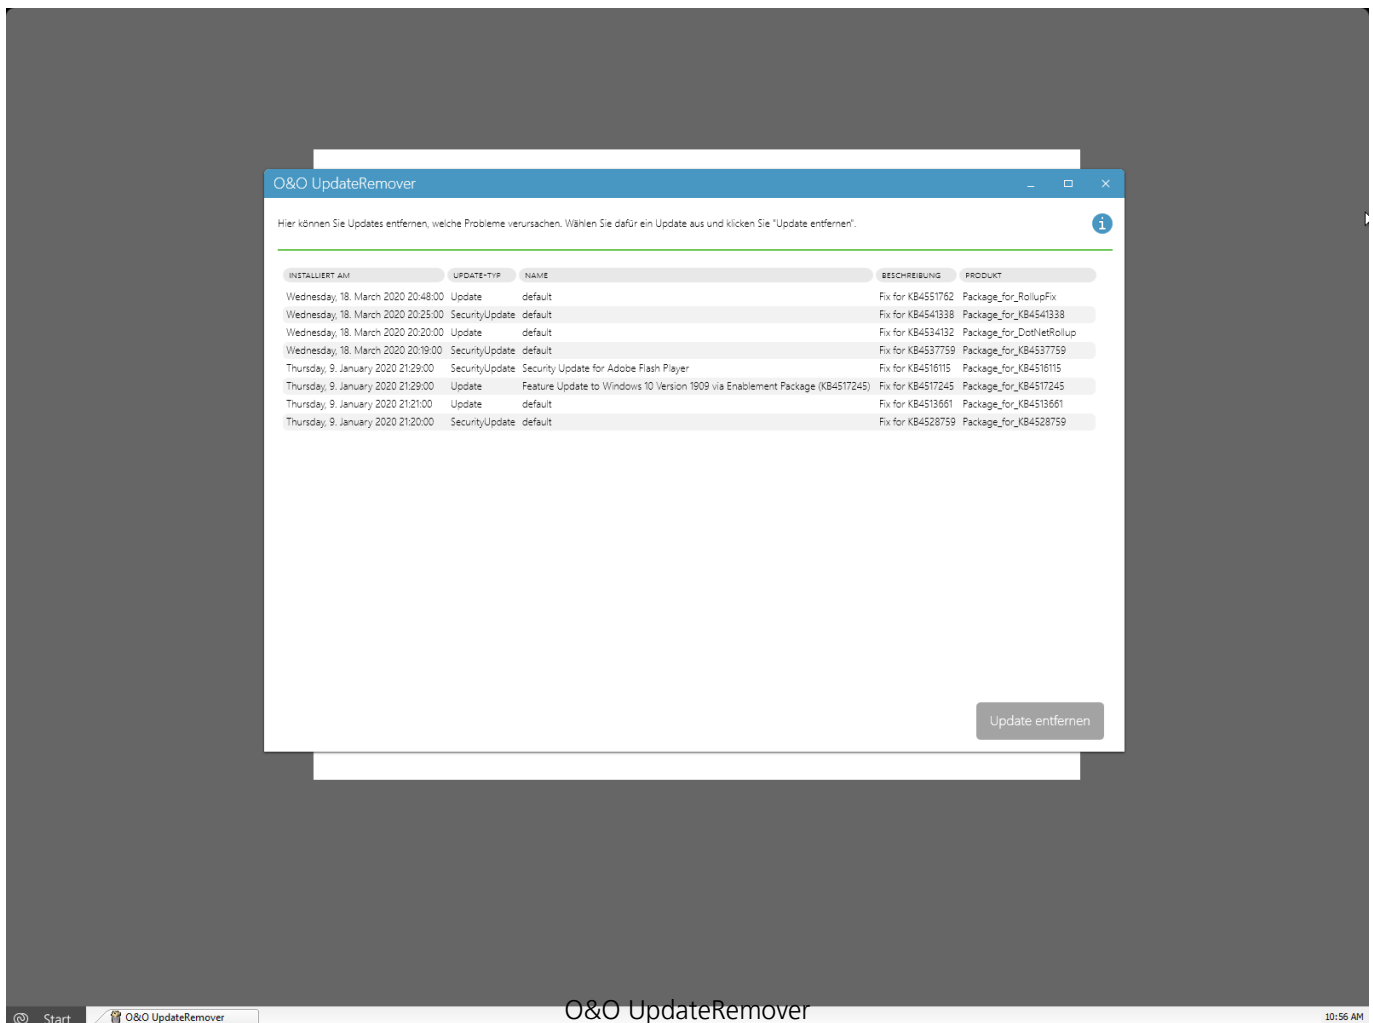 O&O UpdateRemover
Hier können Sie Updates entfernen, welche Probleme verursachen. Wählen Sie dafür ein Update aus und klicken Sie "Update entfernen".
INSTALLIERT AM UPDATE-TYP NAME BESCHREIBUNG PRODUKT
Wednesday, 18. March 2020 20:48:00 Update default Fix for KB4551762 Package_for_RollupFix
Wednesday, 18. March 2020 20:25:00 SecurityUpdate default Fix for KB4541338 Package_for_KB4541338
Wednesday, 18. March 2020 20:20:00 Update default Fix for KB4534132 Package_for_DotNetRollup
Wednesday, 18. March 2020 20:19:00 SecurityUpdate default Fix for KB4537759 Package_for_KB4537759
Thursday, 9. January 2020 21:29:00 SecurityUpdate Security Update for Adobe Flash Player Fix for KB4516115 Package_for_KB4516115
Thursday, 9. January 2020 21:29:00 Update Feature Update to Windows 10 Version 1909 via Enablement Package (KB4517245) Fix for KB4517245 Package_for_KB4517245
Thursday, 9. January 2020 21:21:00 Update default Fix for KB4513661 Package_for_KB4513661
Thursday, 9. January 2020 21:20:00 SecurityUpdate default Fix for KB4528759 Package_for_KB4528759
Update entfernen
O&O UpdateRemover
Start O&O UpdateRemover 10:56 AM